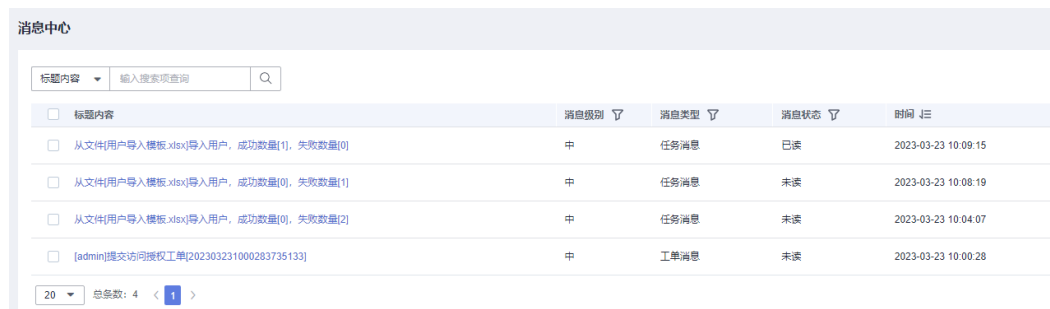 消息中心
标题内容 输入搜索项查询
标题内容 消息级别 消息类型 消息状态 时间
从文件[用户导入模板.xlsx]导入用户，成功数量[1]，失败数量[0] 中 任务消息 已读 2023-03-23 10:09:15
从文件[用户导入模板.xlsx]导入用户，成功数量[0]，失败数量[1] 中 任务消息 未读 2023-03-23 10:08:19
从文件[用户导入模板.xlsx]导入用户，成功数量[0]，失败数量[2] 中 任务消息 未读 2023-03-23 10:04:07
[admin]提交访问授权工单[202303231000283735133] 中 工单消息 未读 2023-03-23 10:00:28
20 总条数：4 1